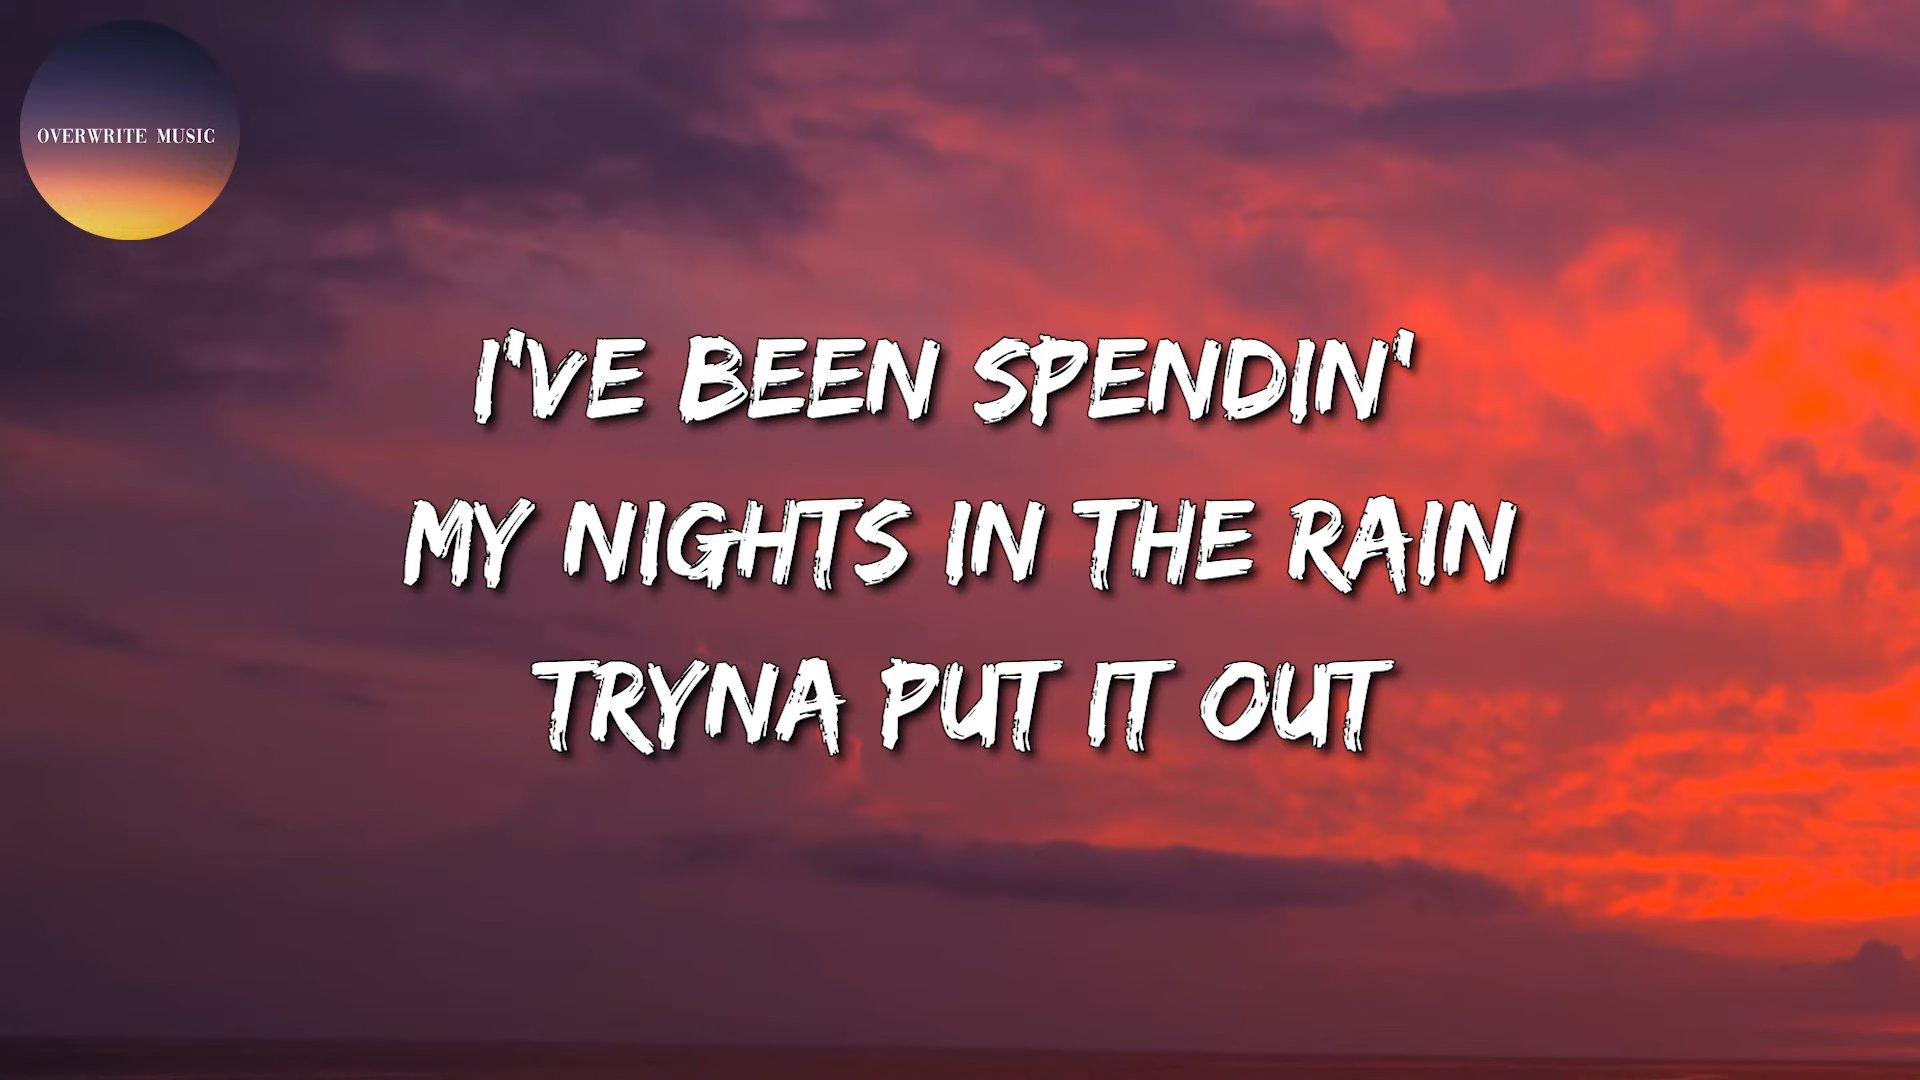 OVERWRITE MUSIC
I'VE BEEN SPENDIN'
MY NIGHTS IN THE RAIN
TRYNA PUT IT OUT